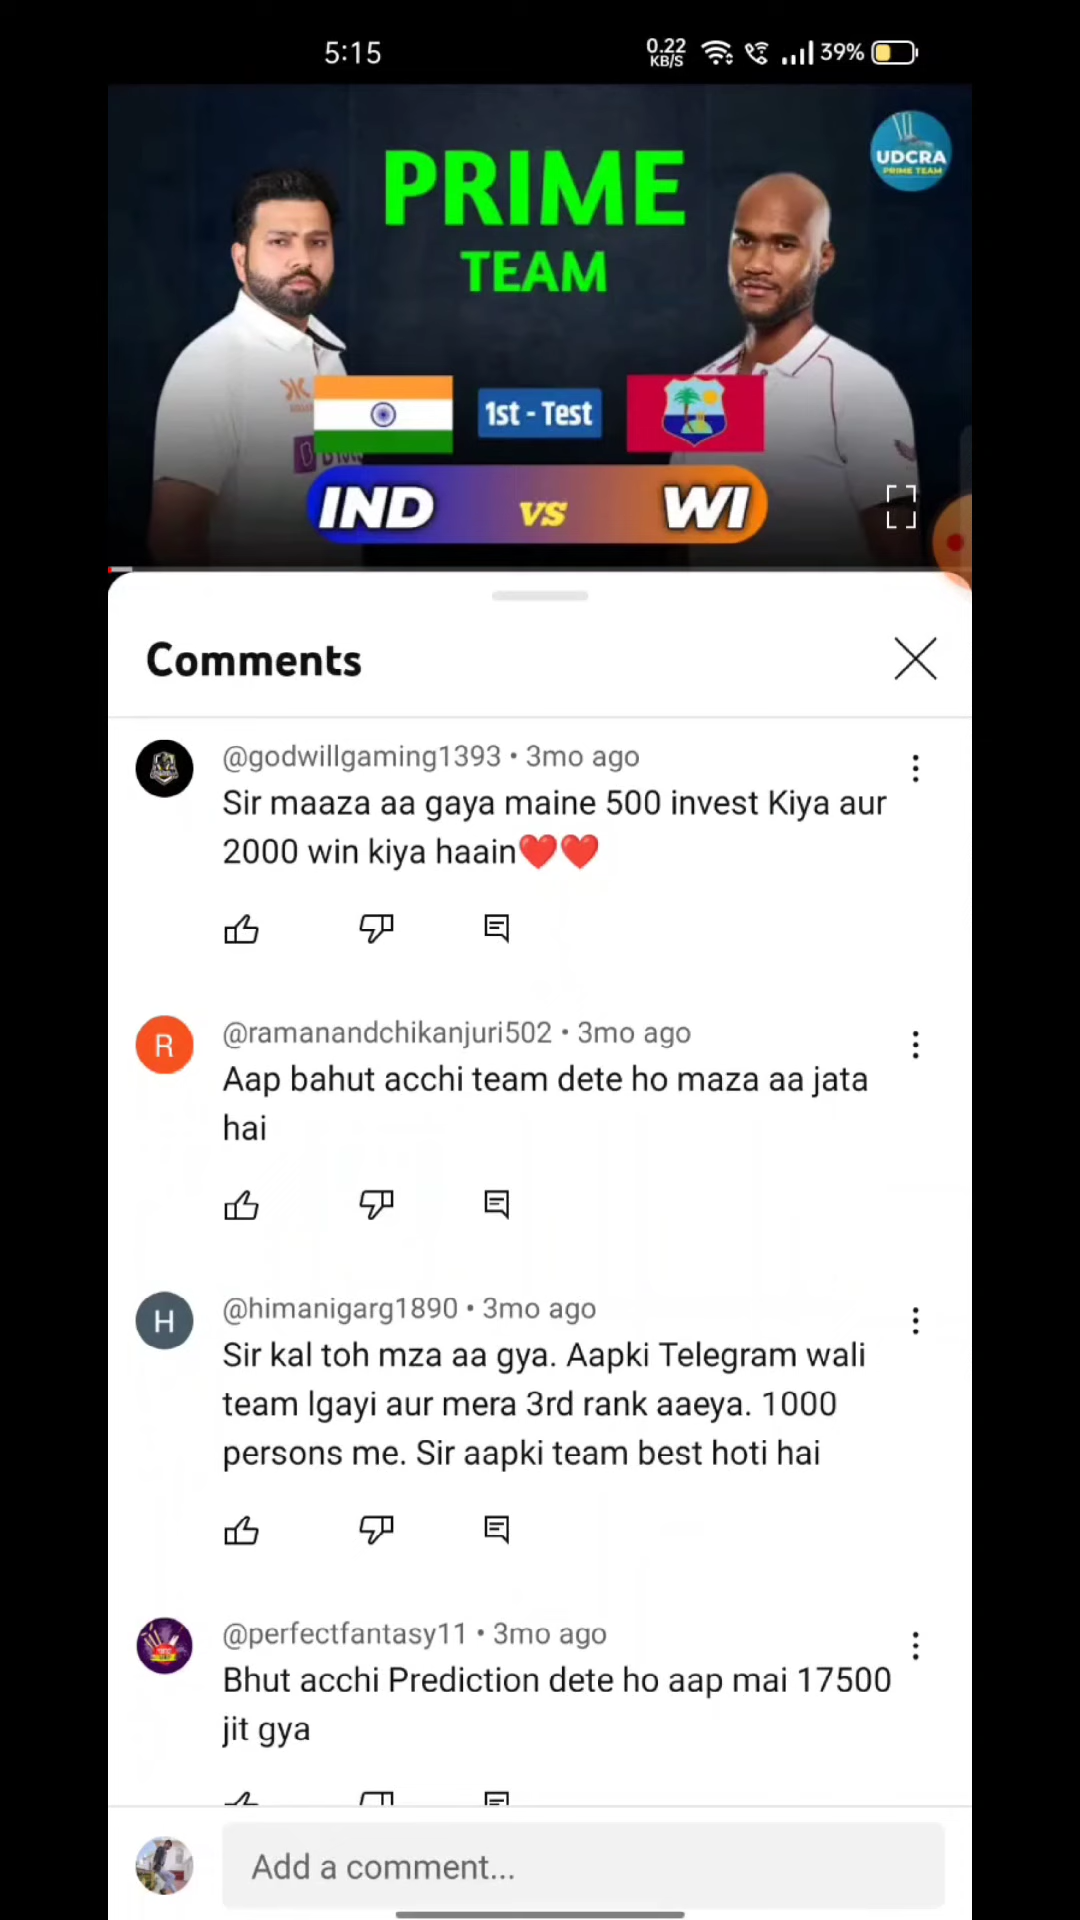 5:15
0.22
KB/S
39%
UDCRA
PRIME TEAM
PRIME
TEAM
1st - Test
IND vs WI
Comments
@godwillgaming1393 • 3mo ago
Sir maaza aa gaya maine 500 invest Kiya aur
2000 win kiya haain❤️❤️
R
@ramanandchikanjuri502 • 3mo ago
Aap bahut acchi team dete ho maza aa jata
hai
H
@himanigarg1890 • 3mo ago
Sir kal toh mza aa gya. Aapki Telegram wali
team lgayi aur mera 3rd rank aaeya. 1000
persons me. Sir aapki team best hoti hai
@perfectfantasy11 • 3mo ago
Bhut acchi Prediction dete ho aap mai 17500
jit gya
Add a comment...